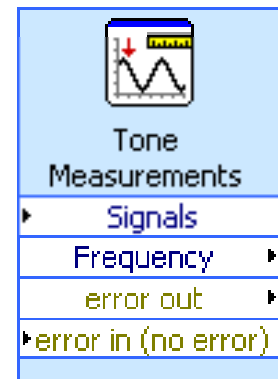 Tone
Measurements
Signals
Frequency
error out
error in (no error)